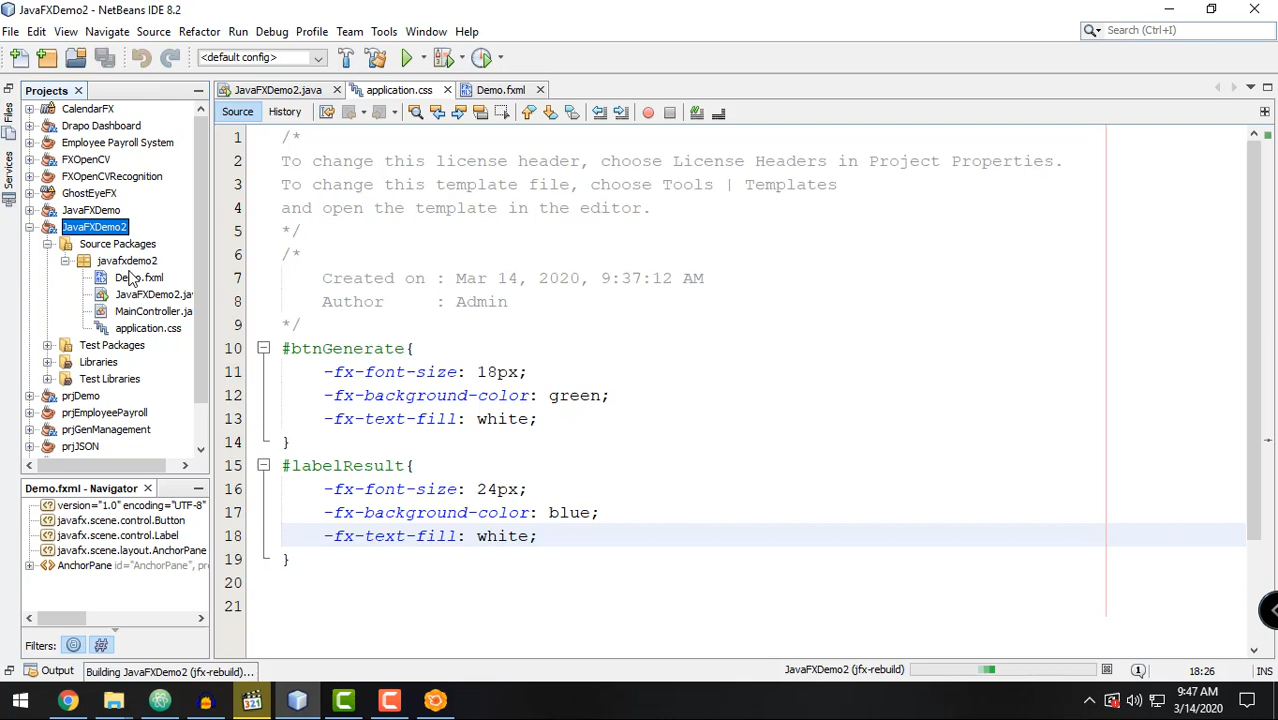 JavaFXDemo2 - NetBeans IDE 8.2
File Edit View Navigate Source Refactor Run Debug Profile Team Tools Window Help
Search (Ctrl+I)
<default config>
Projects
JavaFXDemo2.java
application.css
Demo.fxml
Source
History
Files
Services
CalendarFX
Drapo Dashboard
Employee Payroll System
FXOpenCV
FXOpenCVRecognition
GhostEyeFX
JavaFXDemo
JavaFXDemo2
Source Packages
javafxdemo2
Demo.fxml
JavaFXDemo2.jav
MainController.ja
application.css
Test Packages
Libraries
Test Libraries
prjDemo
prjEmployeePayroll
prjGenManagement
prjJSON
Demo.fxml - Navigator
version="1.0" encoding="UTF-8"
javafx.scene.control.Button
javafx.scene.control.Label
javafx.scene.layout.AnchorPane
AnchorPane id="AnchorPane", pr
Filters:
1 /*
2 To change this license header, choose License Headers in Project Properties.
3 To change this template file, choose Tools | Templates
4 and open the template in the editor.
5 */
6 /*
7 Created on : Mar 14, 2020, 9:37:12 AM
8 Author : Admin
9 */
10 #btnGenerate{
11 -fx-font-size: 18px;
12 -fx-background-color: green;
13 -fx-text-fill: white;
14 }
15 #labelResult{
16 -fx-font-size: 24px;
17 -fx-background-color: blue;
18 -fx-text-fill: white;
19 }
20
21
Output
Building JavaFXDemo2 (jfx-rebuild)...
JavaFXDemo2 (jfx-rebuild)
1
18:26
INS
321
9:47 AM
3/14/2020